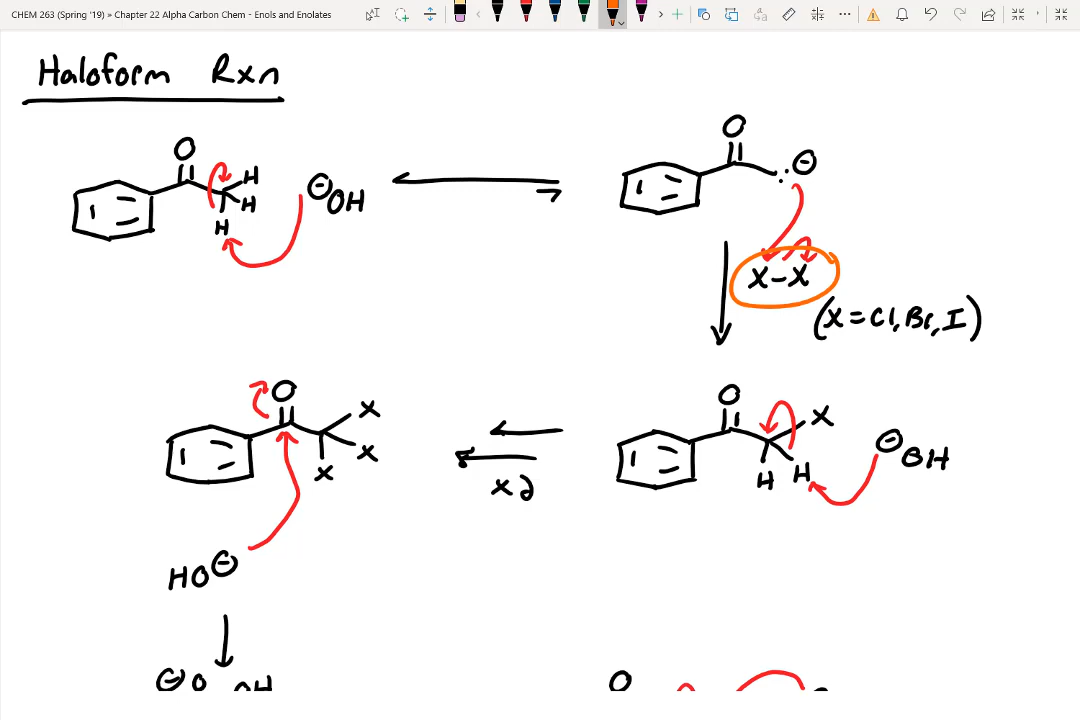 CHEM 263 (Spring '19) » Chapter 22 Alpha Carbon Chem - Enols and Enolates
Haloform Rxn
O
H
H
H
⊖OH
O
⊖
X-X
(X=Cl, Br, I)
O
X
X
X
x2
O
X
H H
⊖OH
HO⊖
⊖O OH
O